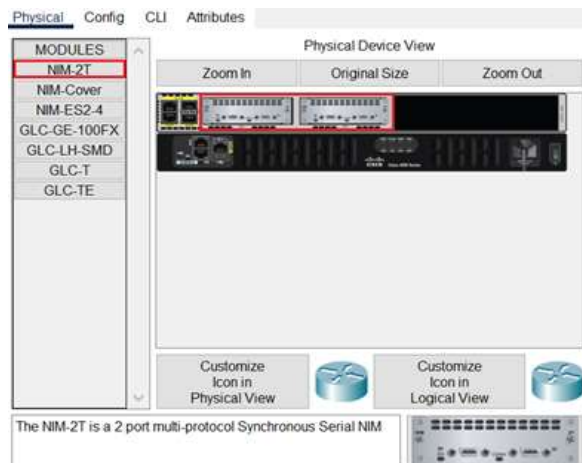 Physical Config CLI Attributes
MODULES
NIM-2T
NIM-Cover
NIM-ES2-4
GLC-GE-100FX
GLC-LH-SMD
GLC-T
GLC-TE
Physical Device View
Zoom In Original Size Zoom Out
CISCO
Customize
Icon in
Physical View
Customize
Icon in
Logical View
The NIM-2T is a 2 port multi-protocol Synchronous Serial NIM